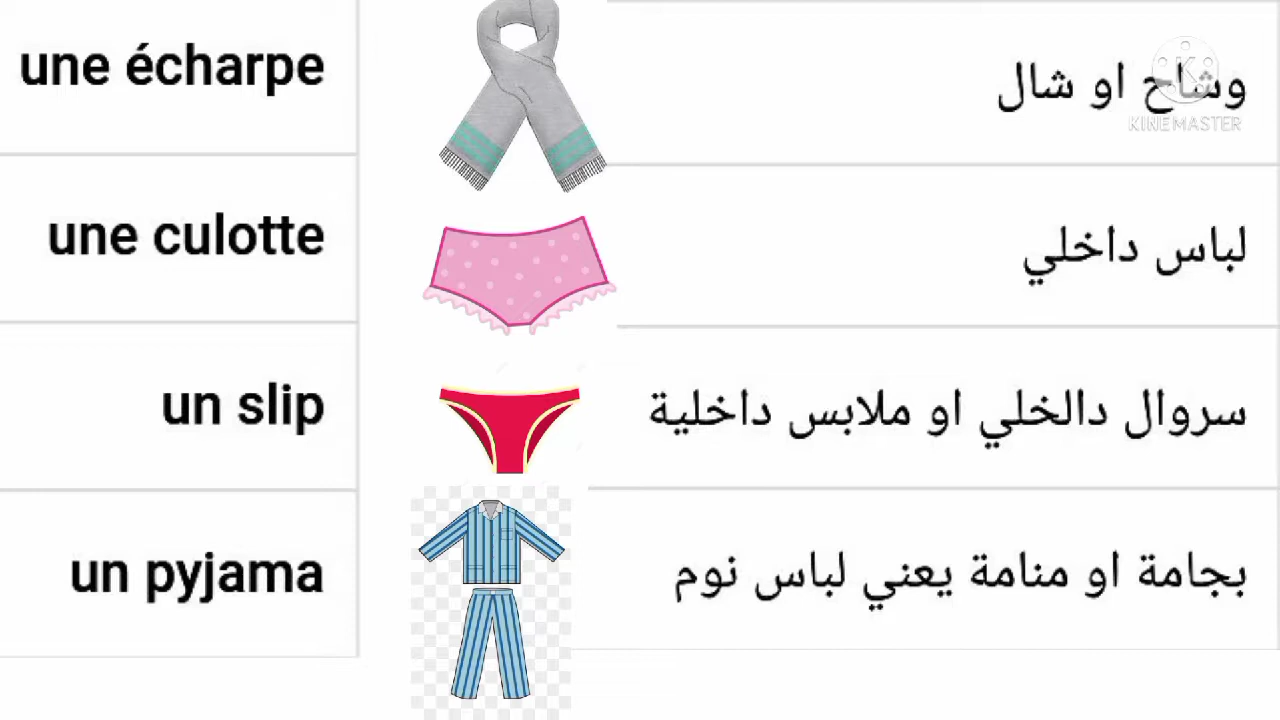 une écharpe
وشاح او شال
KINEMASTER
une culotte
لباس داخلي
un slip
سروال دالخلي او ملابس داخلية
un pyjama
بجامة او منامة يعني لباس نوم